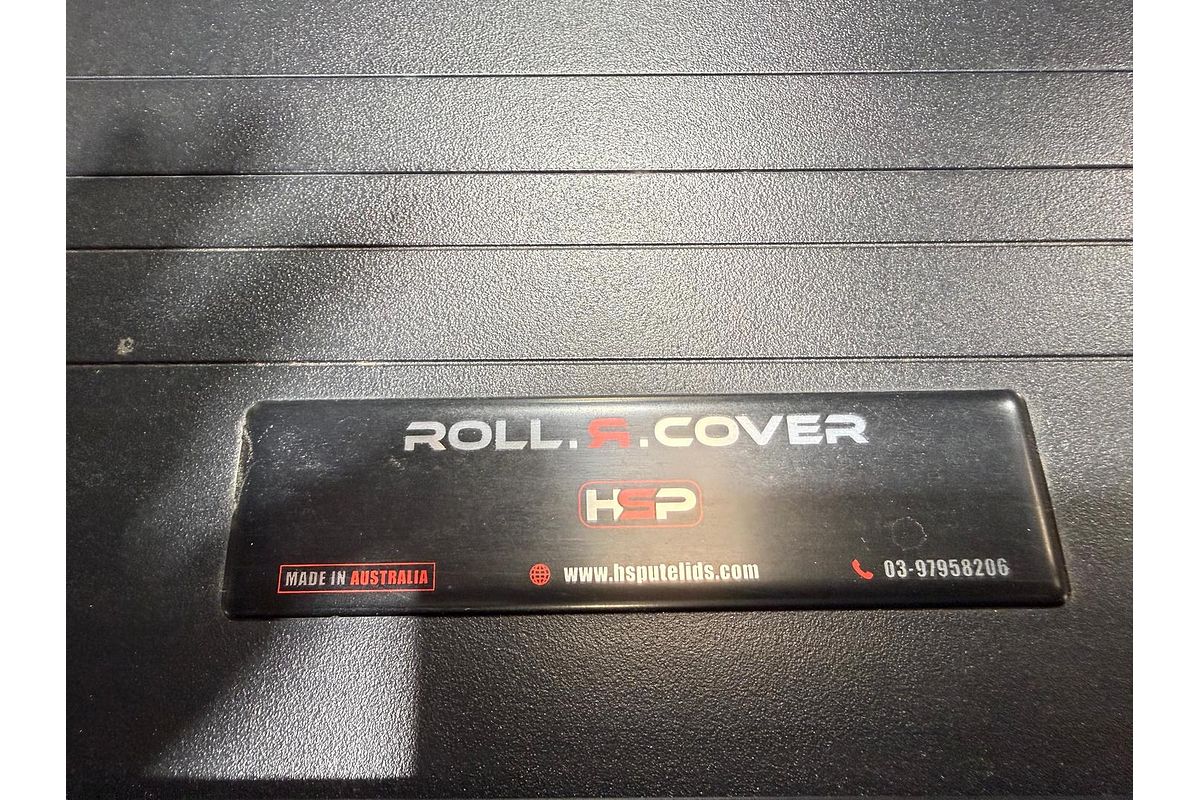 ROLL.R.COVER
HSP
MADE IN AUSTRALIA
www.hsputelids.com
03-97958206